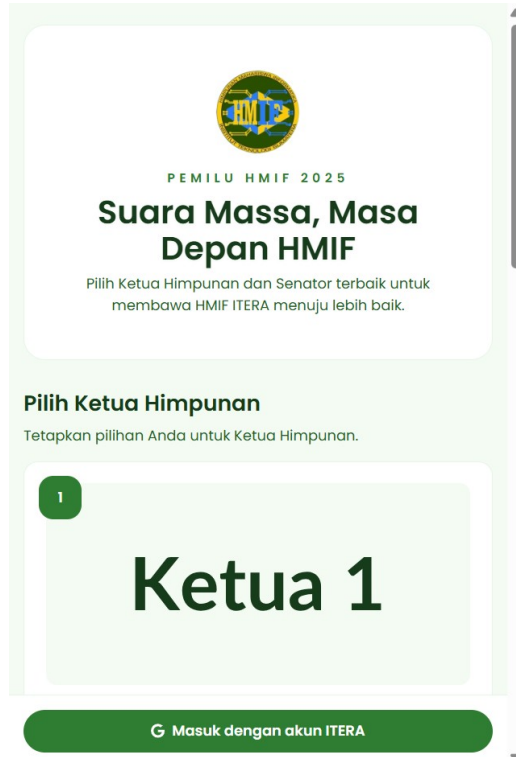 HMIF
PEMILU HMIF 2025
Suara Massa, Masa
Depan HMIF
Pilih Ketua Himpunan dan Senator terbaik untuk
membawa HMIF ITERA menuju lebih baik.
Pilih Ketua Himpunan
Tetapkan pilihan Anda untuk Ketua Himpunan.
1
Ketua 1
G Masuk dengan akun ITERA